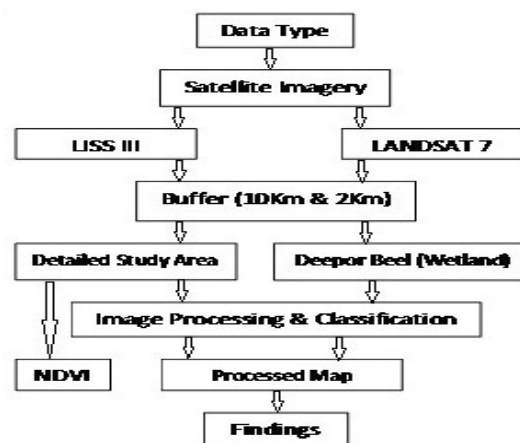 Data Type
Satellite Imagery
LISS III
LANDSAT 7
Buffer (10Km & 2Km)
Detailed Study Area
Deepor Beel (Wetland)
Image Processing & Classification
NDVI
Processed Map
Findings